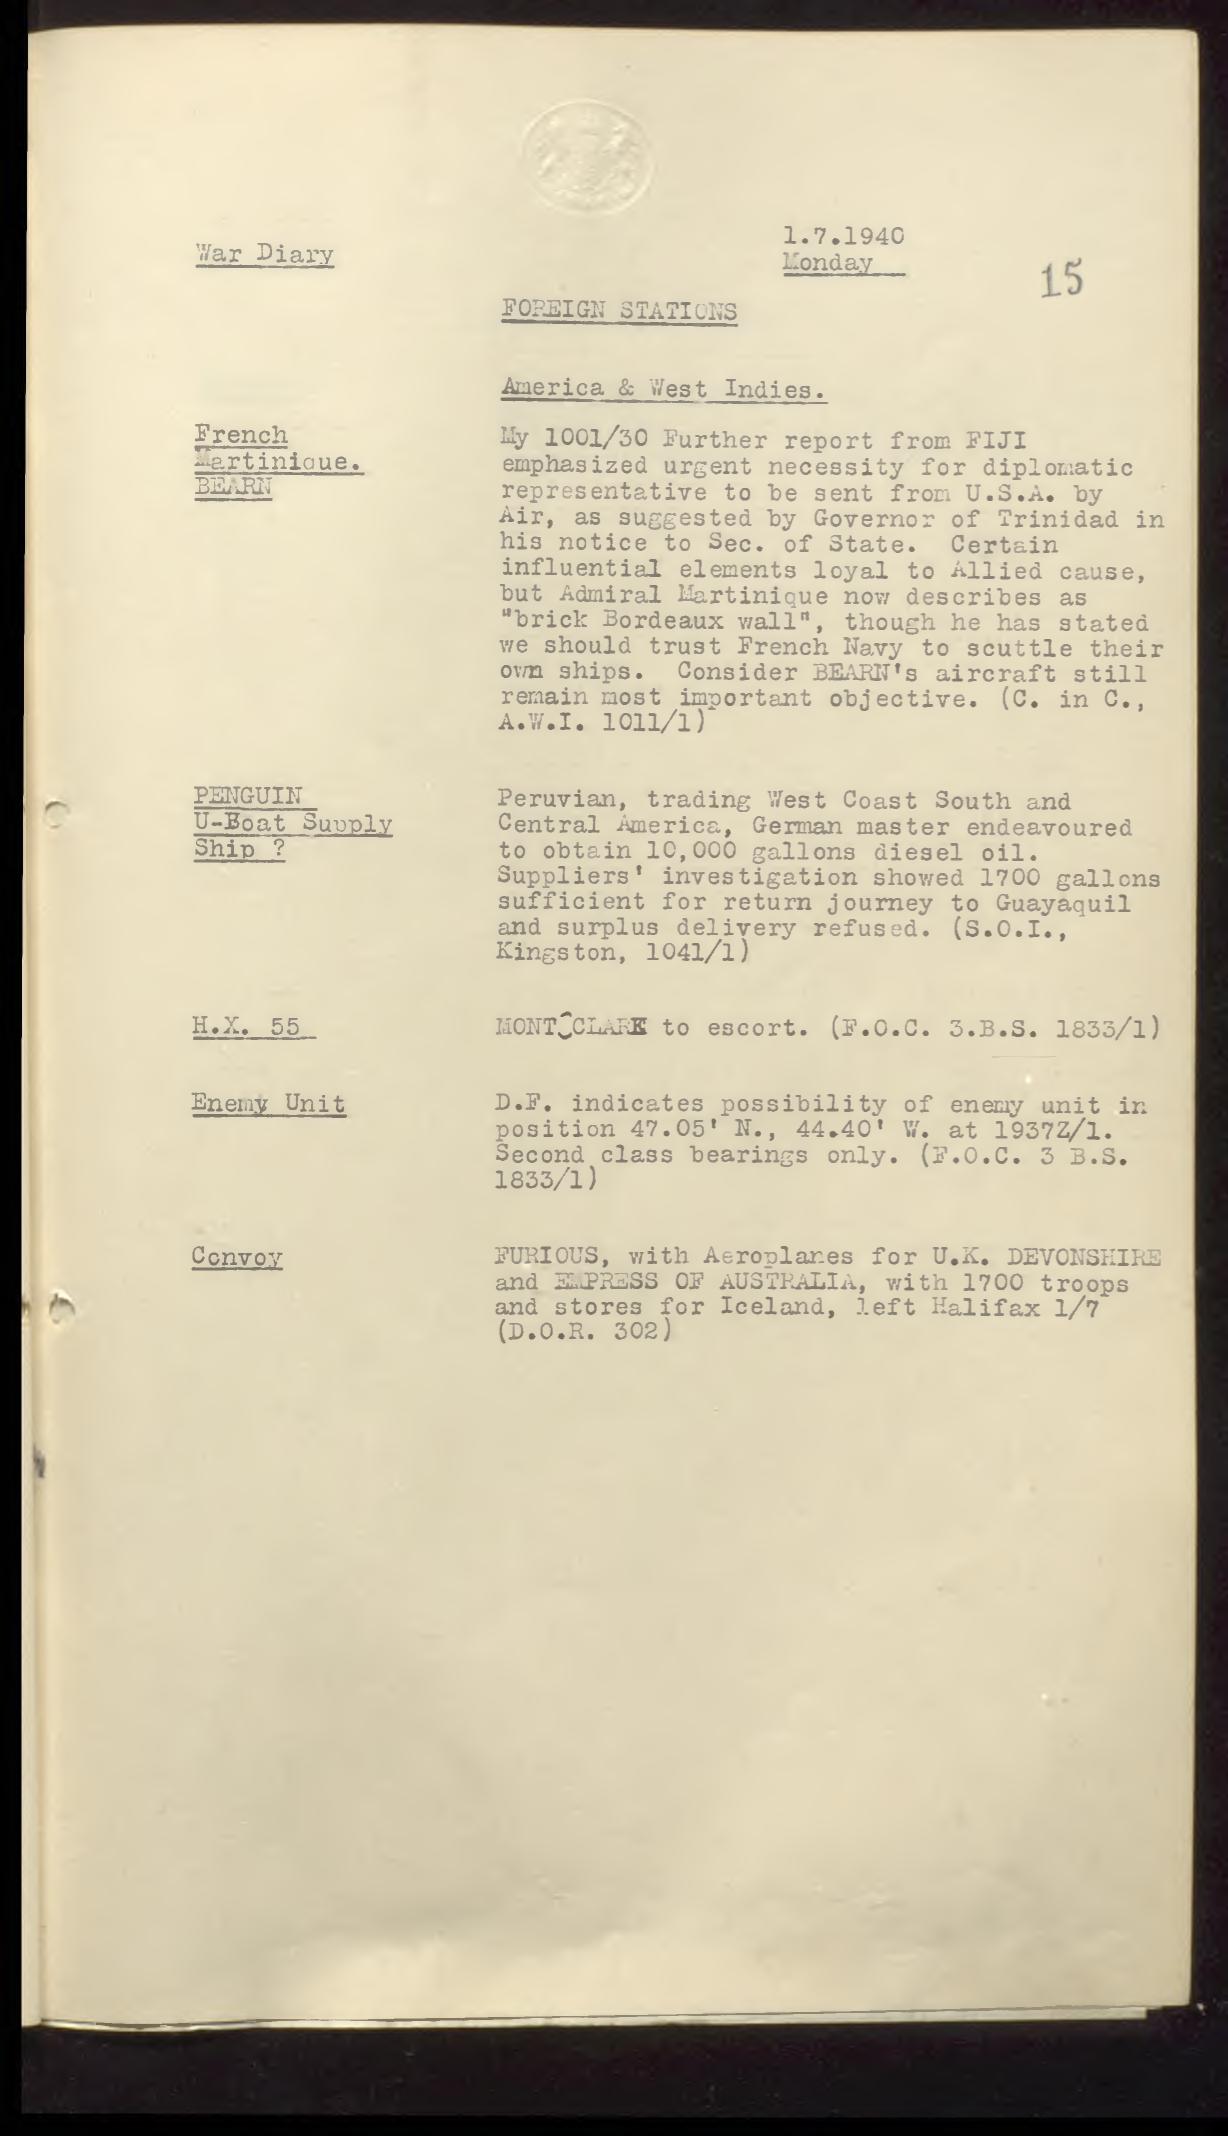 War Diary
1.7.1940
Monday
15
FOREIGN STATIONS
America & West Indies.
French
Martinique.
BEARN
My 1001/30 Further report from FIJI
emphasized urgent necessity for diplomatic
representative to be sent from U.S.A. by
Air, as suggested by Governor of Trinidad in
his notice to Sec. of State. Certain
influential elements loyal to Allied cause,
but Admiral Martinique now describes as
"brick Bordeaux wall", though he has stated
we should trust French Navy to scuttle their
own ships. Consider BEARN's aircraft still
remain most important objective. (C. in C.,
A.W.I. 1011/1)
PENGUIN
U-Boat Supply
Ship ?
Peruvian, trading West Coast South and
Central America, German master endeavoured
to obtain 10,000 gallons diesel oil.
Suppliers' investigation showed 1700 gallons
sufficient for return journey to Guayaquil
and surplus delivery refused. (S.O.I.,
Kingston, 1041/1)
H.X. 55
MONTCLARE to escort. (F.O.C. 3.B.S. 1833/1)
Enemy Unit
D.F. indicates possibility of enemy unit in
position 47.05' N., 44.40' W. at 1937Z/1.
Second class bearings only. (F.O.C. 3 B.S.
1833/1)
Convoy
FURIOUS, with Aeroplanes for U.K. DEVONSHIRE
and EMPRESS OF AUSTRALIA, with 1700 troops
and stores for Iceland, left Halifax 1/7
(D.O.R. 302)